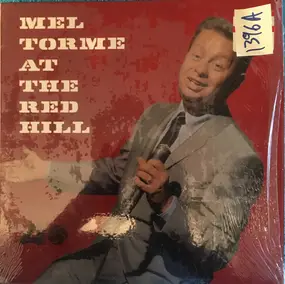 MEL
TORME
AT
THE
RED
HILL
1396A